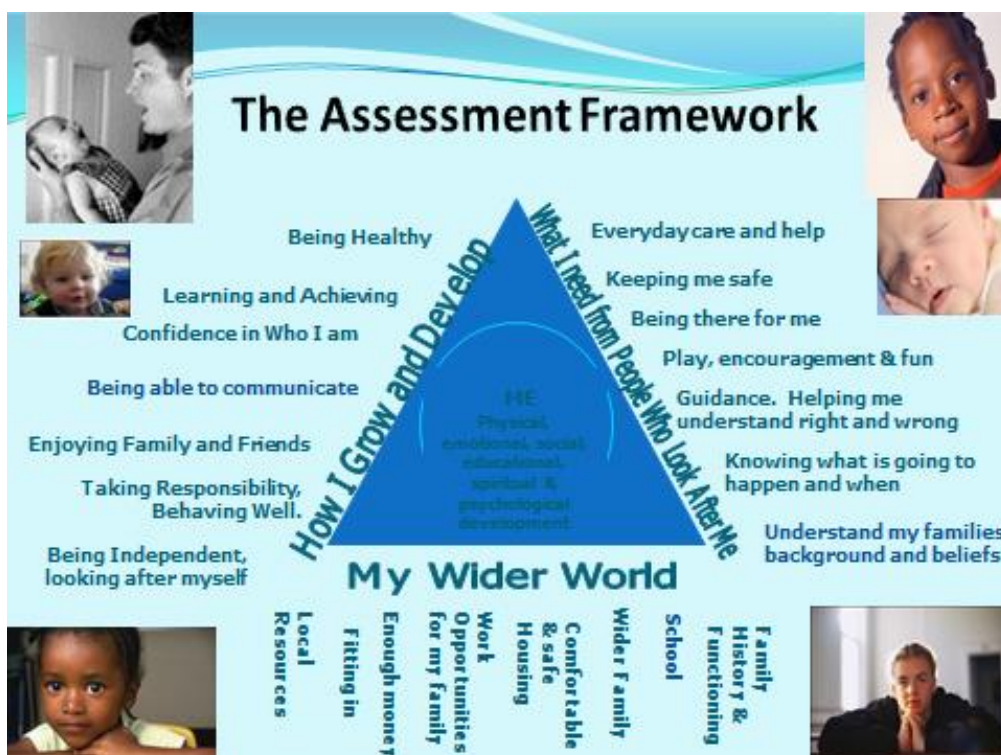 The Assessment Framework
Being Healthy
Learning and Achieving
Confidence in Who I am
Being able to communicate
Enjoying Family and Friends
Taking Responsibility,
Behaving Well.
Being Independent,
looking after myself
How I Grow and Develop
What I need from People Who Look After Me
Everyday care and help
Keeping me safe
Being there for me
Play, encouragement & fun
Guidance. Helping me
understand right and wrong
Knowing what is going to
happen and when
Understand my families
background and beliefs
ME
Physical,
emotional, social,
educational,
spiritual &
psychological
development
My Wider World
Local
Resources
Fitting in
Enough money
Work
Opportunities
for my family
Comfortable
& safe
Housing
Wider Family
School
Family
History &
Functioning